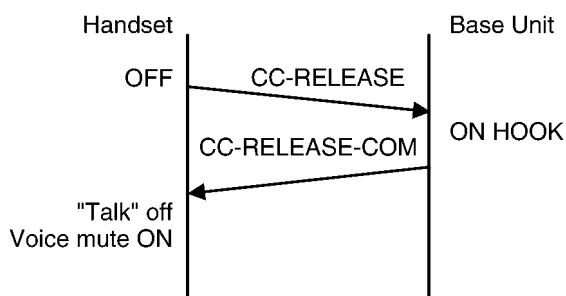 Handset
Base Unit
OFF
CC-RELEASE
ON HOOK
CC-RELEASE-COM
"Talk" off
Voice mute ON